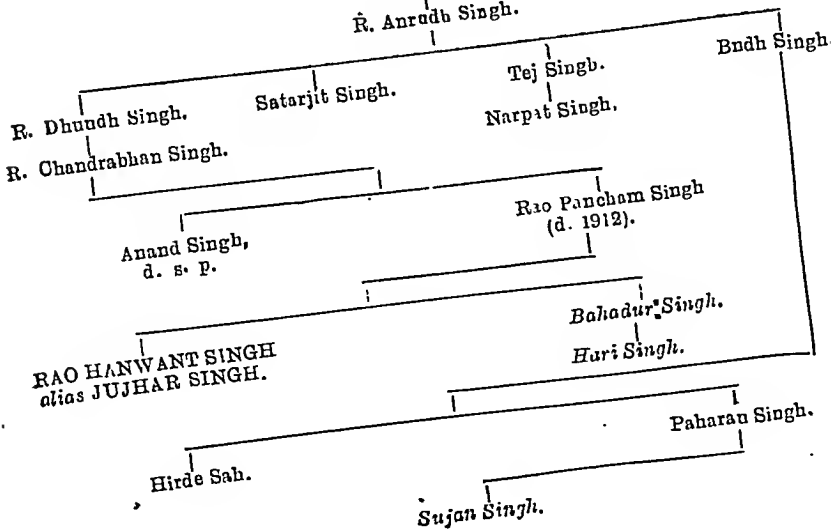 R. Anrudh Singh.
Budh Singh.
Tej Singh.
Satarjit Singh.
R. Dhundh Singh.
Narpat Singh.
R. Chandrabhan Singh.
Rao Pancham Singh
(d. 1912).
Anand Singh,
d. s. p.
Bahadur Singh.
RAO HANWANT SINGH
alias JUJHAR SINGH.
Hari Singh.
Paharan Singh.
Hirde Sah.
Sujan Singh.